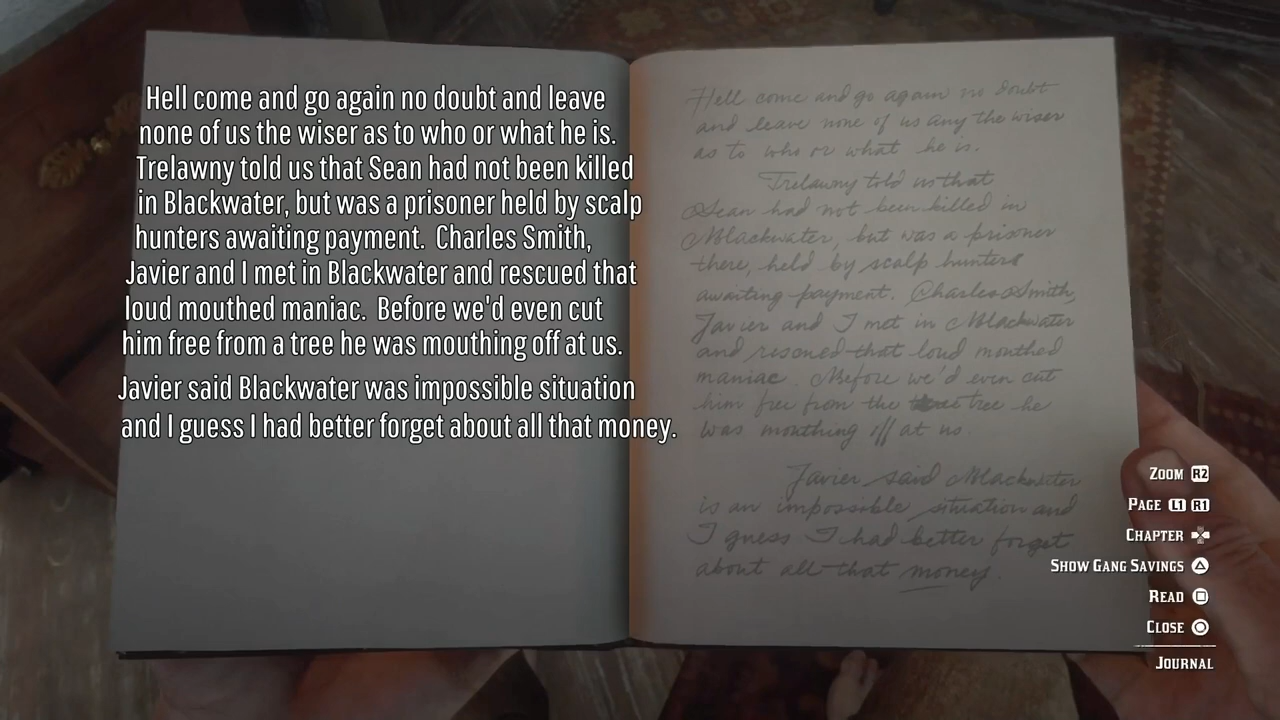 Hell come and go again no doubt and leave
none of us the wiser as to who or what he is.
Trelawny told us that Sean had not been killed
in Blackwater, but was a prisoner held by scalp
hunters awaiting payment. Charles Smith,
Javier and I met in Blackwater and rescued that
loud mouthed maniac. Before we'd even cut
him free from a tree he was mouthing off at us.
Javier said Blackwater was impossible situation
and I guess I had better forget about all that money.
Hell come and go again no doubt
and leave none of us any the wiser
as to who or what he is.
Trelawny told us that
Sean had not been killed in
Blackwater, but was a prisoner
there, held by scalp hunters
awaiting payment. Charles Smith,
Javier and I met in Blackwater
and rescued that loud mouthed
maniac. Before we'd even cut
him free from the tree he
was mouthing off at us.
Javier said Blackwater
is an impossible situation and
I guess I had better forget
about all that money.
ZOOM R2
PAGE L1 R1
CHAPTER
SHOW GANG SAVINGS
READ
CLOSE
JOURNAL